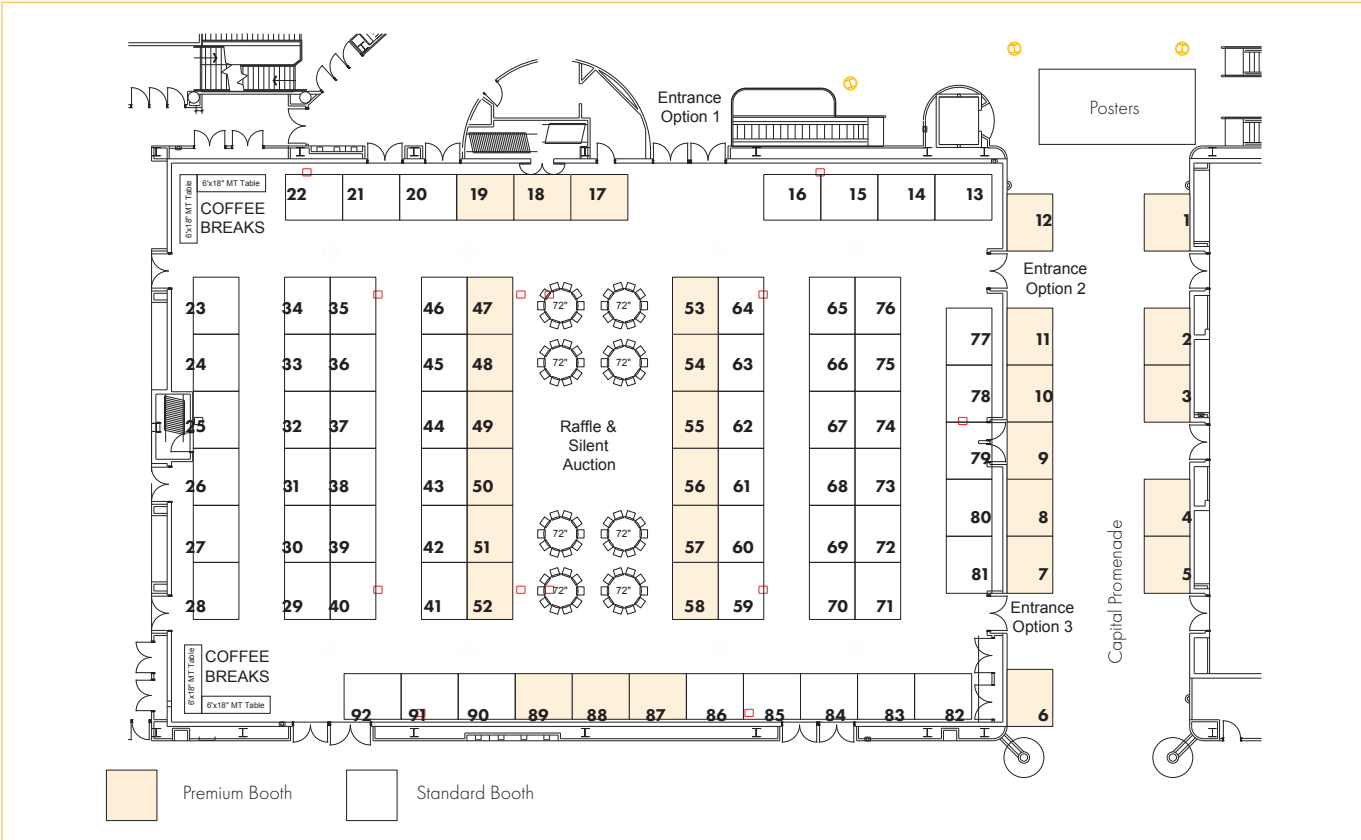 Entrance
Option 1
Posters
6'x18" MT Table
6'x18" MT Table
COFFEE
BREAKS
22 21 20 19 18 17 16 15 14 13
12 1
Entrance
Option 2
23 34 35 46 47 72" 72" 53 64 65 76
77 11 2
24 33 36 45 48 72" 72" 54 63 66 75
78 10 3
25 32 37 44 49 55 62 67 74
Raffle &
Silent
Auction
79 9
26 31 38 43 50 56 61 68 73
80 8 4
27 30 39 42 51 72" 72" 57 60 69 72
81 7 5
28 29 40 41 52 72" 72" 58 59 70 71
Entrance
Option 3
Capital Promenade
6'x18" MT Table
COFFEE
BREAKS
6'x18" MT Table
92 91 90 89 88 87 86 85 84 83 82 6
Premium Booth
Standard Booth